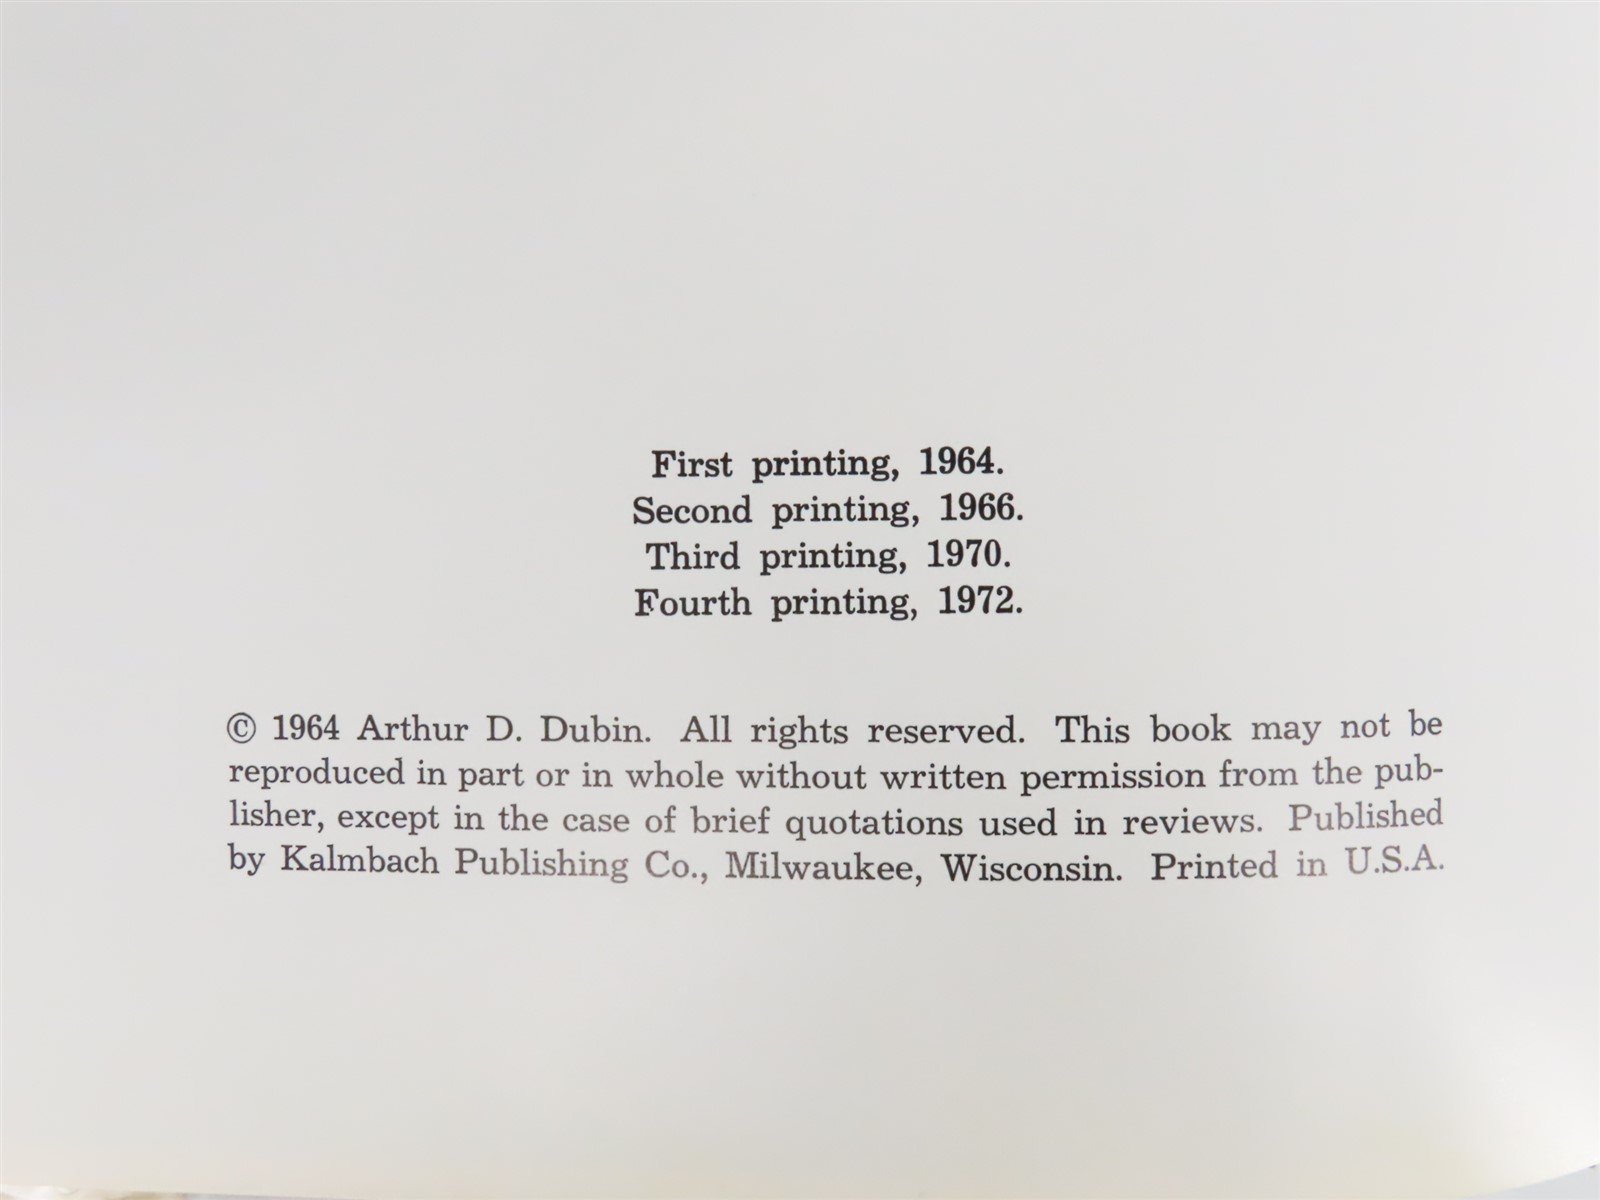 First printing, 1964.
Second printing, 1966.
Third printing, 1970.
Fourth printing, 1972.
© 1964 Arthur D. Dubin. All rights reserved. This book may not be
reproduced in part or in whole without written permission from the pub-
lisher, except in the case of brief quotations used in reviews. Published
by Kalmbach Publishing Co., Milwaukee, Wisconsin. Printed in U.S.A.